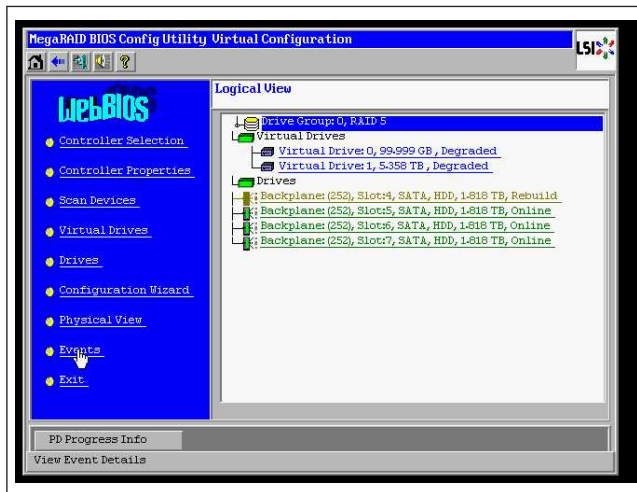 MegaRAID BIOS Config Utility Virtual Configuration
LSI
WebBIOS
Controller Selection
Controller Properties
Scan Devices
Virtual Drives
Drives
Configuration Wizard
Physical View
Events
Exit
Logical View
Drive Group: 0, RAID 5
Virtual Drives
Virtual Drive: 0, 99.999 GB, Degraded
Virtual Drive: 1, 5.358 TB, Degraded
Drives
Backplane: (252), Slot:4, SATA, HDD, 1.818 TB, Rebuild
Backplane: (252), Slot:5, SATA, HDD, 1.818 TB, Online
Backplane: (252), Slot:6, SATA, HDD, 1.818 TB, Online
Backplane: (252), Slot:7, SATA, HDD, 1.818 TB, Online
PD Progress Info
View Event Details